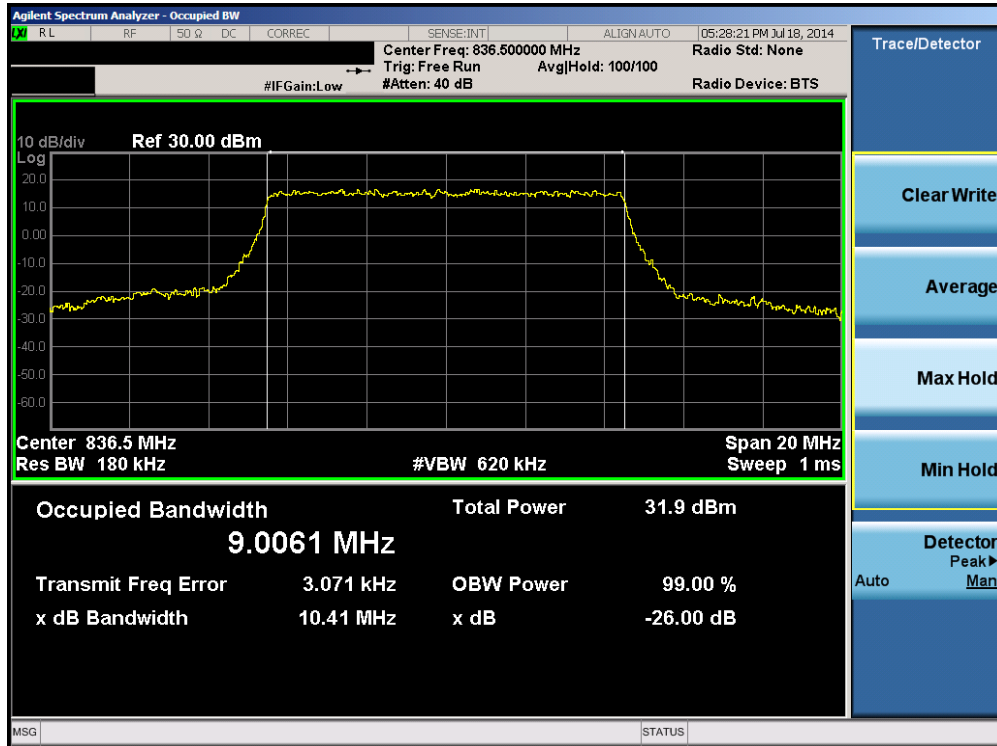 Agilent Spectrum Analyzer - Occupied BW
LXI RL RF 50 Ω DC CORREC SENSE:INT ALIGN AUTO 05:28:21 PM Jul 18, 2014
Center Freq: 836.500000 MHz Radio Std: None
Trig: Free Run Avg|Hold: 100/100
#IFGain:Low #Atten: 40 dB Radio Device: BTS
10 dB/div Ref 30.00 dBm
Log
20.0
10.0
0.00
-10.0
-20.0
-30.0
-40.0
-50.0
-60.0
Center 836.5 MHz Span 20 MHz
Res BW 180 kHz #VBW 620 kHz Sweep 1 ms
Occupied Bandwidth Total Power 31.9 dBm
9.0061 MHz
Transmit Freq Error 3.071 kHz OBW Power 99.00 %
x dB Bandwidth 10.41 MHz x dB -26.00 dB
MSG STATUS
Trace/Detector
Clear Write
Average
Max Hold
Min Hold
Detector
Peak▶
Auto Man